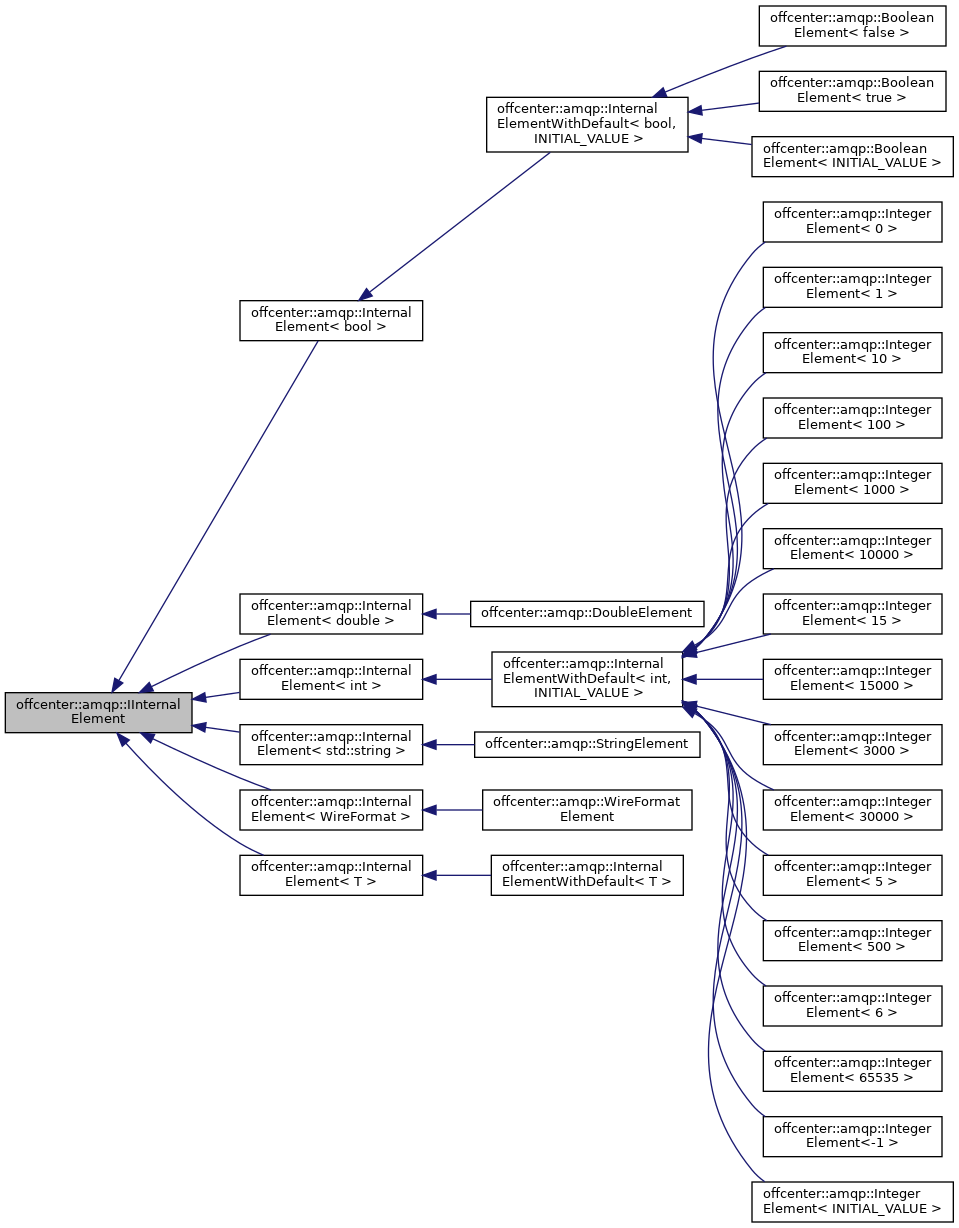 offcenter::amqp::IInternal
Element
offcenter::amqp::Internal
Element< bool >
offcenter::amqp::Internal
Element< double >
offcenter::amqp::Internal
Element< int >
offcenter::amqp::Internal
Element< std::string >
offcenter::amqp::Internal
Element< WireFormat >
offcenter::amqp::Internal
Element< T >
offcenter::amqp::Internal
ElementWithDefault< bool,
INITIAL_VALUE >
offcenter::amqp::DoubleElement
offcenter::amqp::Internal
ElementWithDefault< int,
INITIAL_VALUE >
offcenter::amqp::StringElement
offcenter::amqp::WireFormat
Element
offcenter::amqp::Internal
ElementWithDefault< T >
offcenter::amqp::Boolean
Element< false >
offcenter::amqp::Boolean
Element< true >
offcenter::amqp::Boolean
Element< INITIAL_VALUE >
offcenter::amqp::Integer
Element< 0 >
offcenter::amqp::Integer
Element< 1 >
offcenter::amqp::Integer
Element< 10 >
offcenter::amqp::Integer
Element< 100 >
offcenter::amqp::Integer
Element< 1000 >
offcenter::amqp::Integer
Element< 10000 >
offcenter::amqp::Integer
Element< 15 >
offcenter::amqp::Integer
Element< 15000 >
offcenter::amqp::Integer
Element< 3000 >
offcenter::amqp::Integer
Element< 30000 >
offcenter::amqp::Integer
Element< 5 >
offcenter::amqp::Integer
Element< 500 >
offcenter::amqp::Integer
Element< 6 >
offcenter::amqp::Integer
Element< 65535 >
offcenter::amqp::Integer
Element<-1 >
offcenter::amqp::Integer
Element< INITIAL_VALUE >